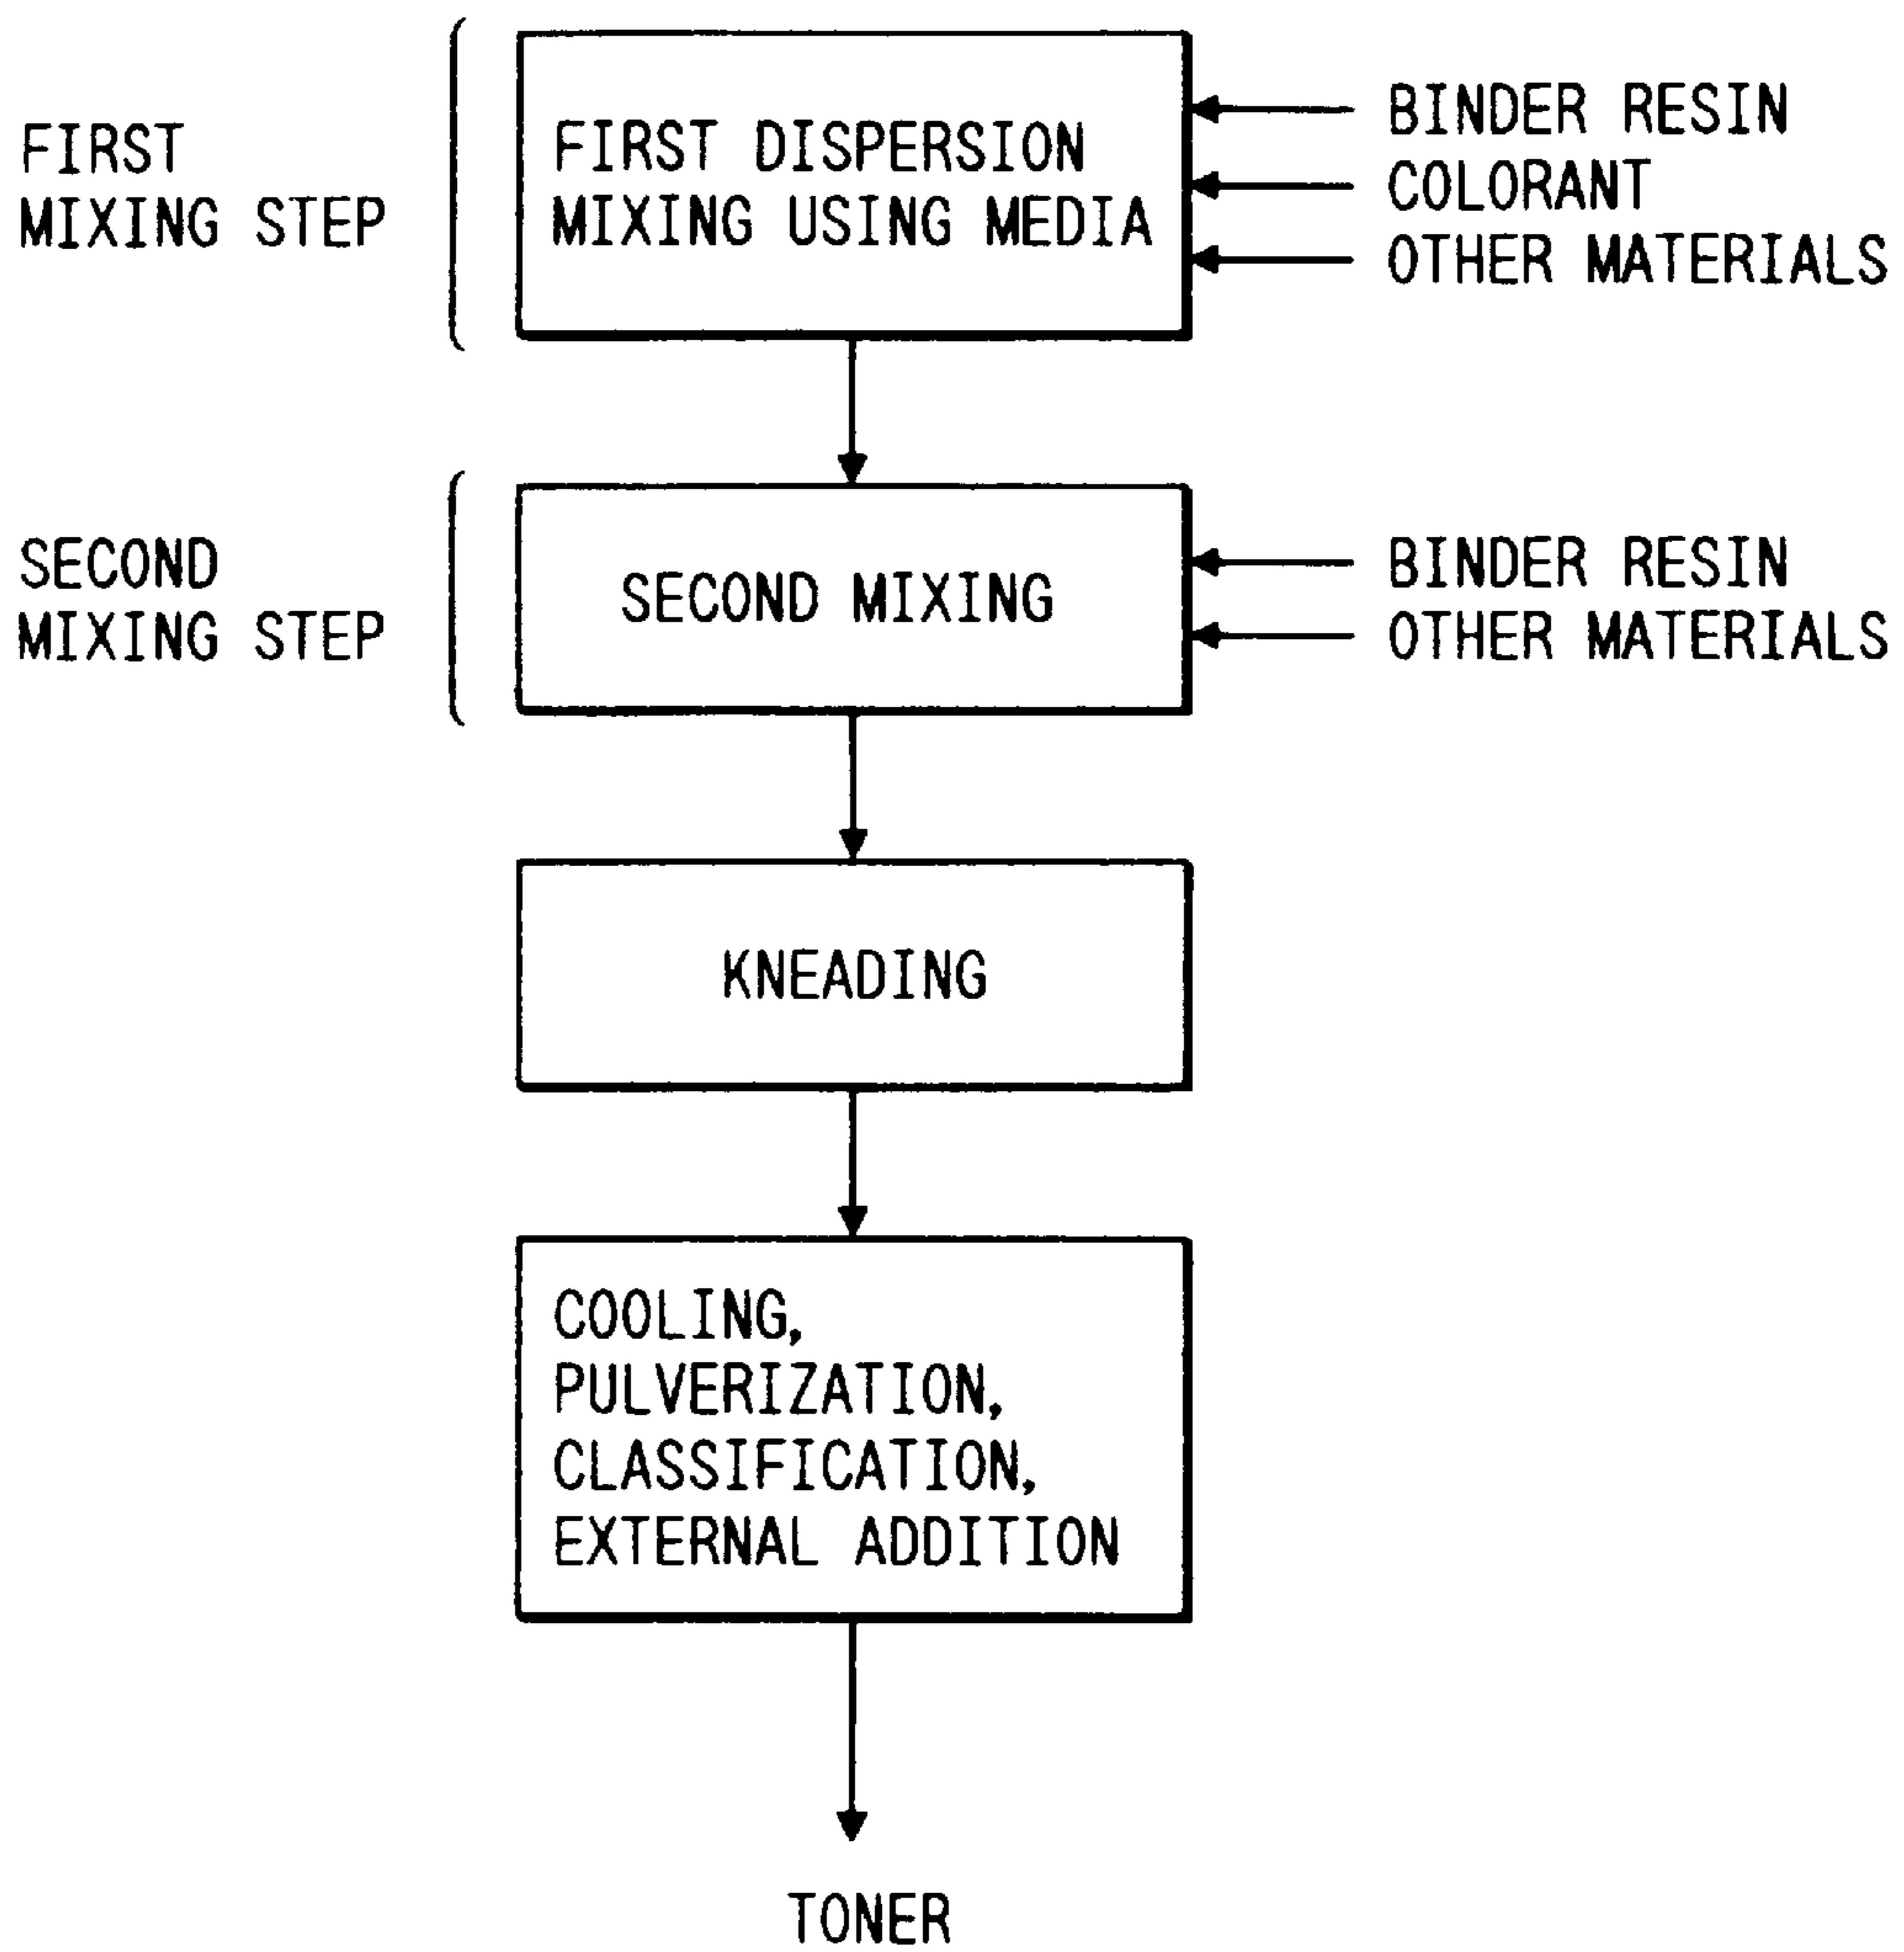 FIRST
MIXING STEP
FIRST DISPERSION
MIXING USING MEDIA
BINDER RESIN
COLORANT
OTHER MATERIALS
SECOND
MIXING STEP
SECOND MIXING
BINDER RESIN
OTHER MATERIALS
KNEADING
COOLING,
PULVERIZATION,
CLASSIFICATION,
EXTERNAL ADDITION
TONER